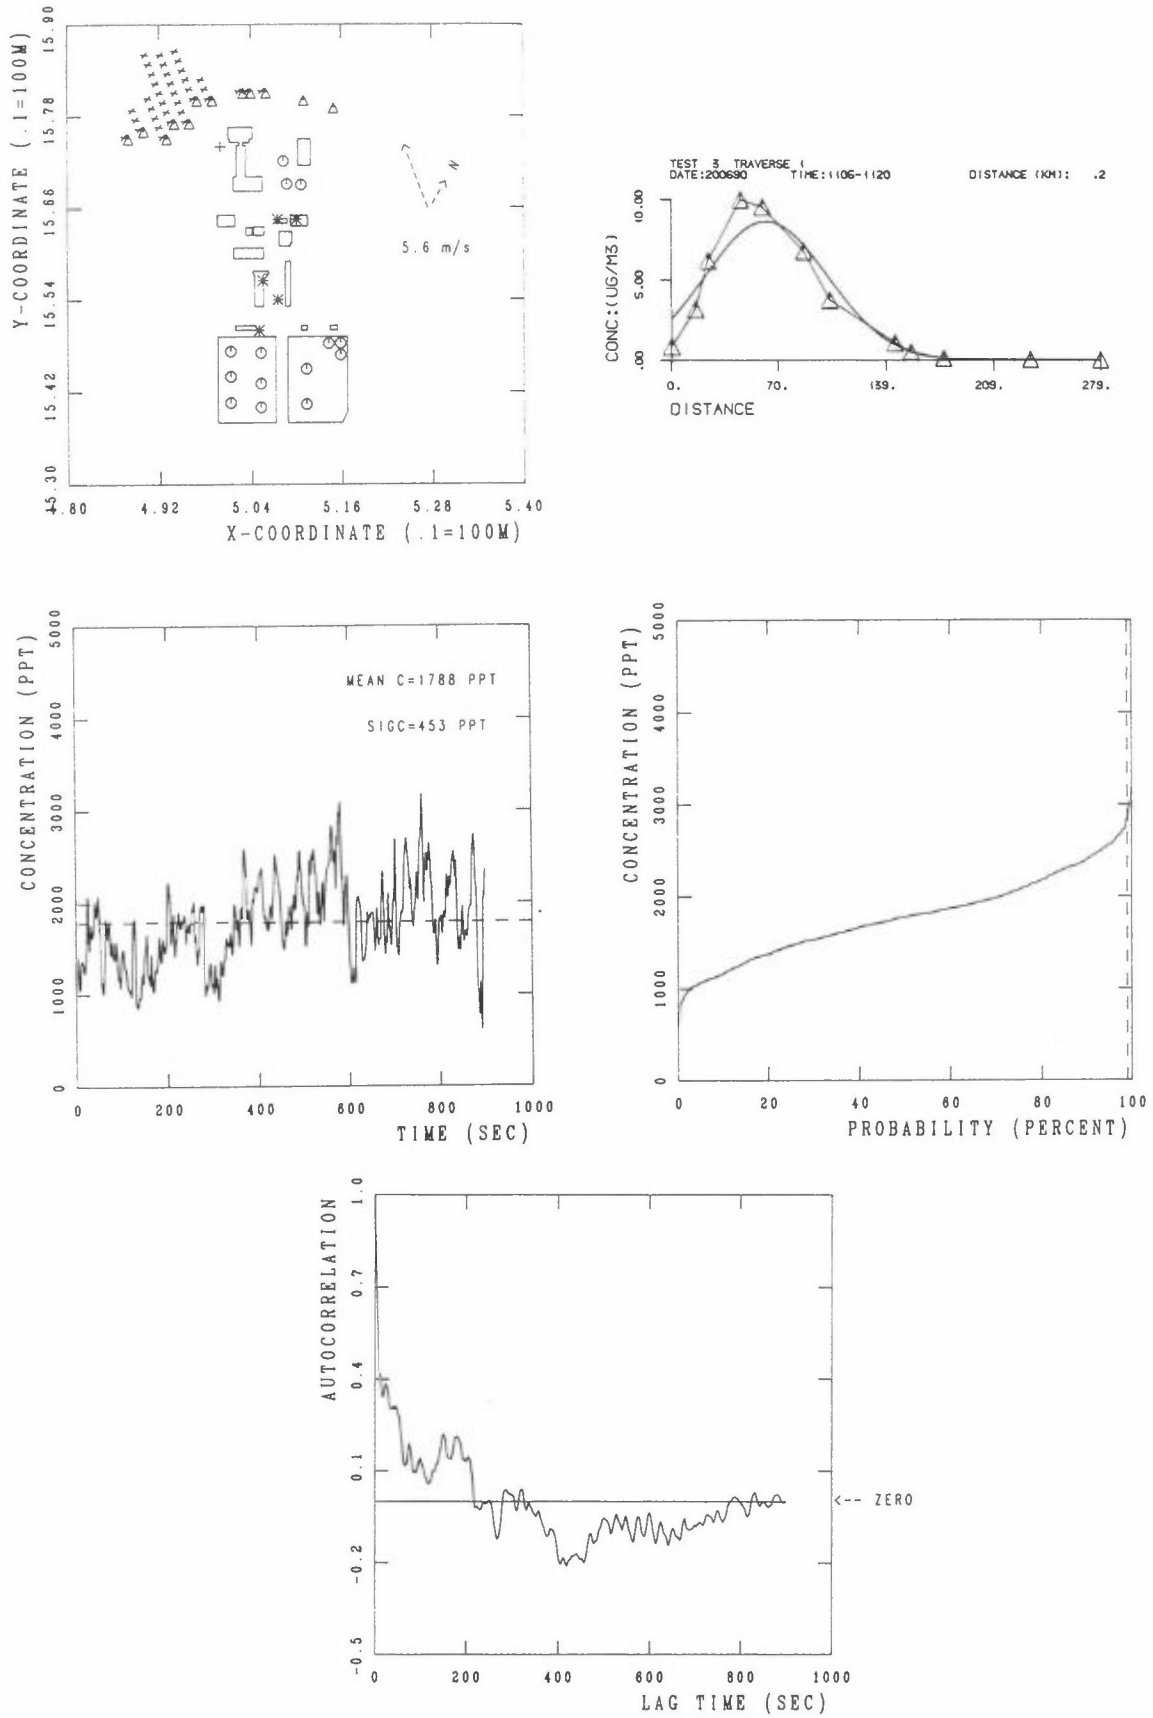 Y-COORDINATE (.1=100M)
15.90
15.78
15.66
15.54
15.42
15.30
N
5.6 m/s
4.80 4.92 5.04 5.16 5.28 5.40
X-COORDINATE (.1=100M)
TEST 3 TRAVERSE 1
DATE:200690 TIME:1106-1120 DISTANCE (KM): .2
CONC:(UG/M3)
10.00
5.00
.00
0. 70. 139. 209. 279.
DISTANCE
CONCENTRATION (PPT)
5000
4000
3000
2000
1000
0
MEAN C=1788 PPT
SIGC=453 PPT
0 200 400 600 800 1000
TIME (SEC)
CONCENTRATION (PPT)
5000
4000
3000
2000
1000
0
0 20 40 60 80 100
PROBABILITY (PERCENT)
AUTOCORRELATION
1.0
0.7
0.4
0.1
-0.2
-0.5
<-- ZERO
0 200 400 600 800 1000
LAG TIME (SEC)